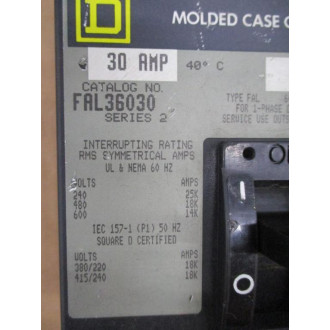 D
MOLDED CASE C
30 AMP 40° C
CATALOG NO.
FAL36030
SERIES 2
TYPE FAL
FOR 1-PHASE
SERVICE USE OUT
INTERRUPTING RATING
RMS SYMMETRICAL AMPS
UL & NEMA 60 HZ
VOLTS AMPS
240 25K
480 18K
600 14K
IEC 157-1 (P1) 50 HZ
SQUARE D CERTIFIED
VOLTS AMPS
380/220 18K
415/240 18K
O
O